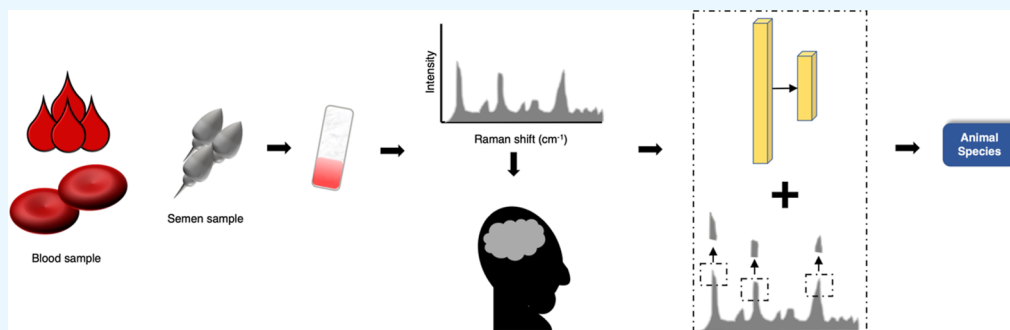 Blood sample
Semen sample
Intensity
Raman shift (cm⁻¹)
Animal
Species